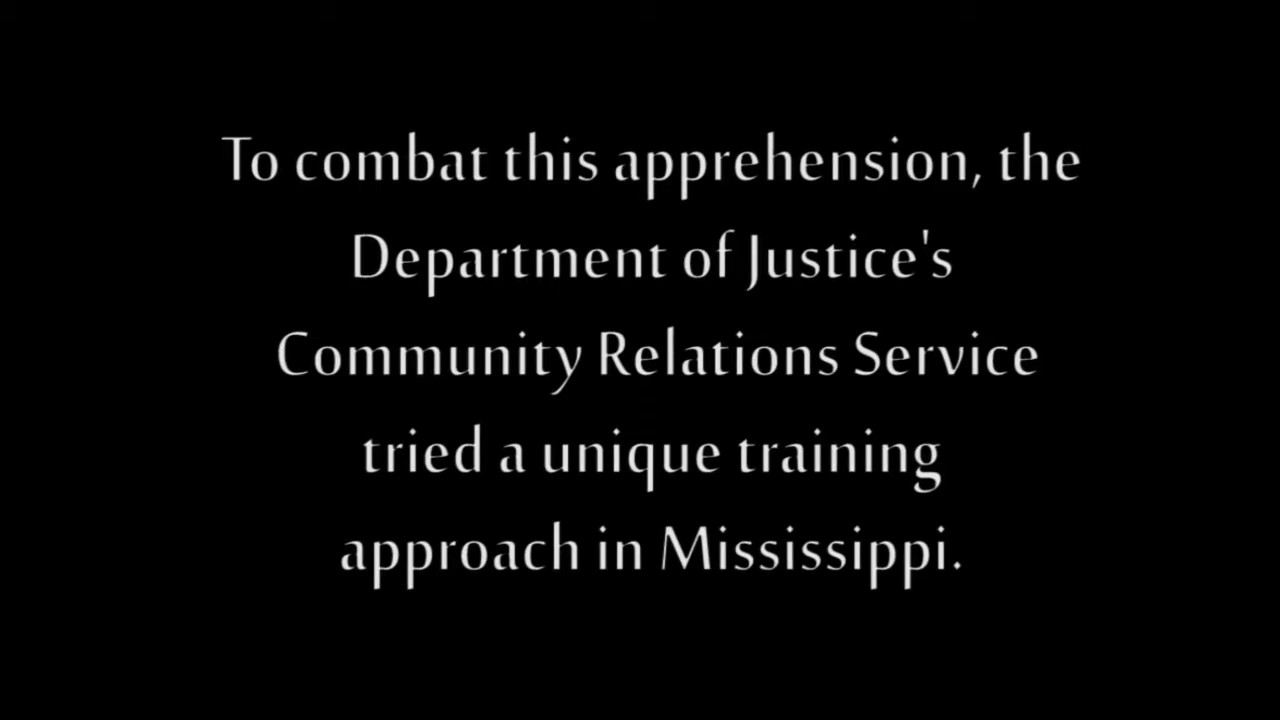 To combat this apprehension, the
Department of Justice's
Community Relations Service
tried a unique training
approach in Mississippi.